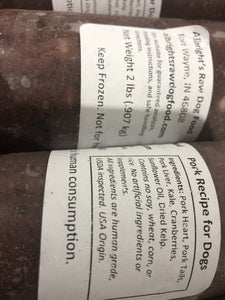 Albright's Raw Dog Food
Fort Wayne, IN 46802
albrightsrawdogfood.com
Net Weight 2 lbs (.907 kg)
Keep Frozen. Not for h
Pork Recipe for Dogs
Ingredients: Pork Heart, Pork Tails,
Pork Liver, Kale, Cranberries,
Sunflower Oil, Dried Kelp.
Contains no soy, wheat, corn, or
rice. No artificial ingredients or
supplements.
All ingredients are human grade,
USDA inspected. USA Origin.
uman consumption.